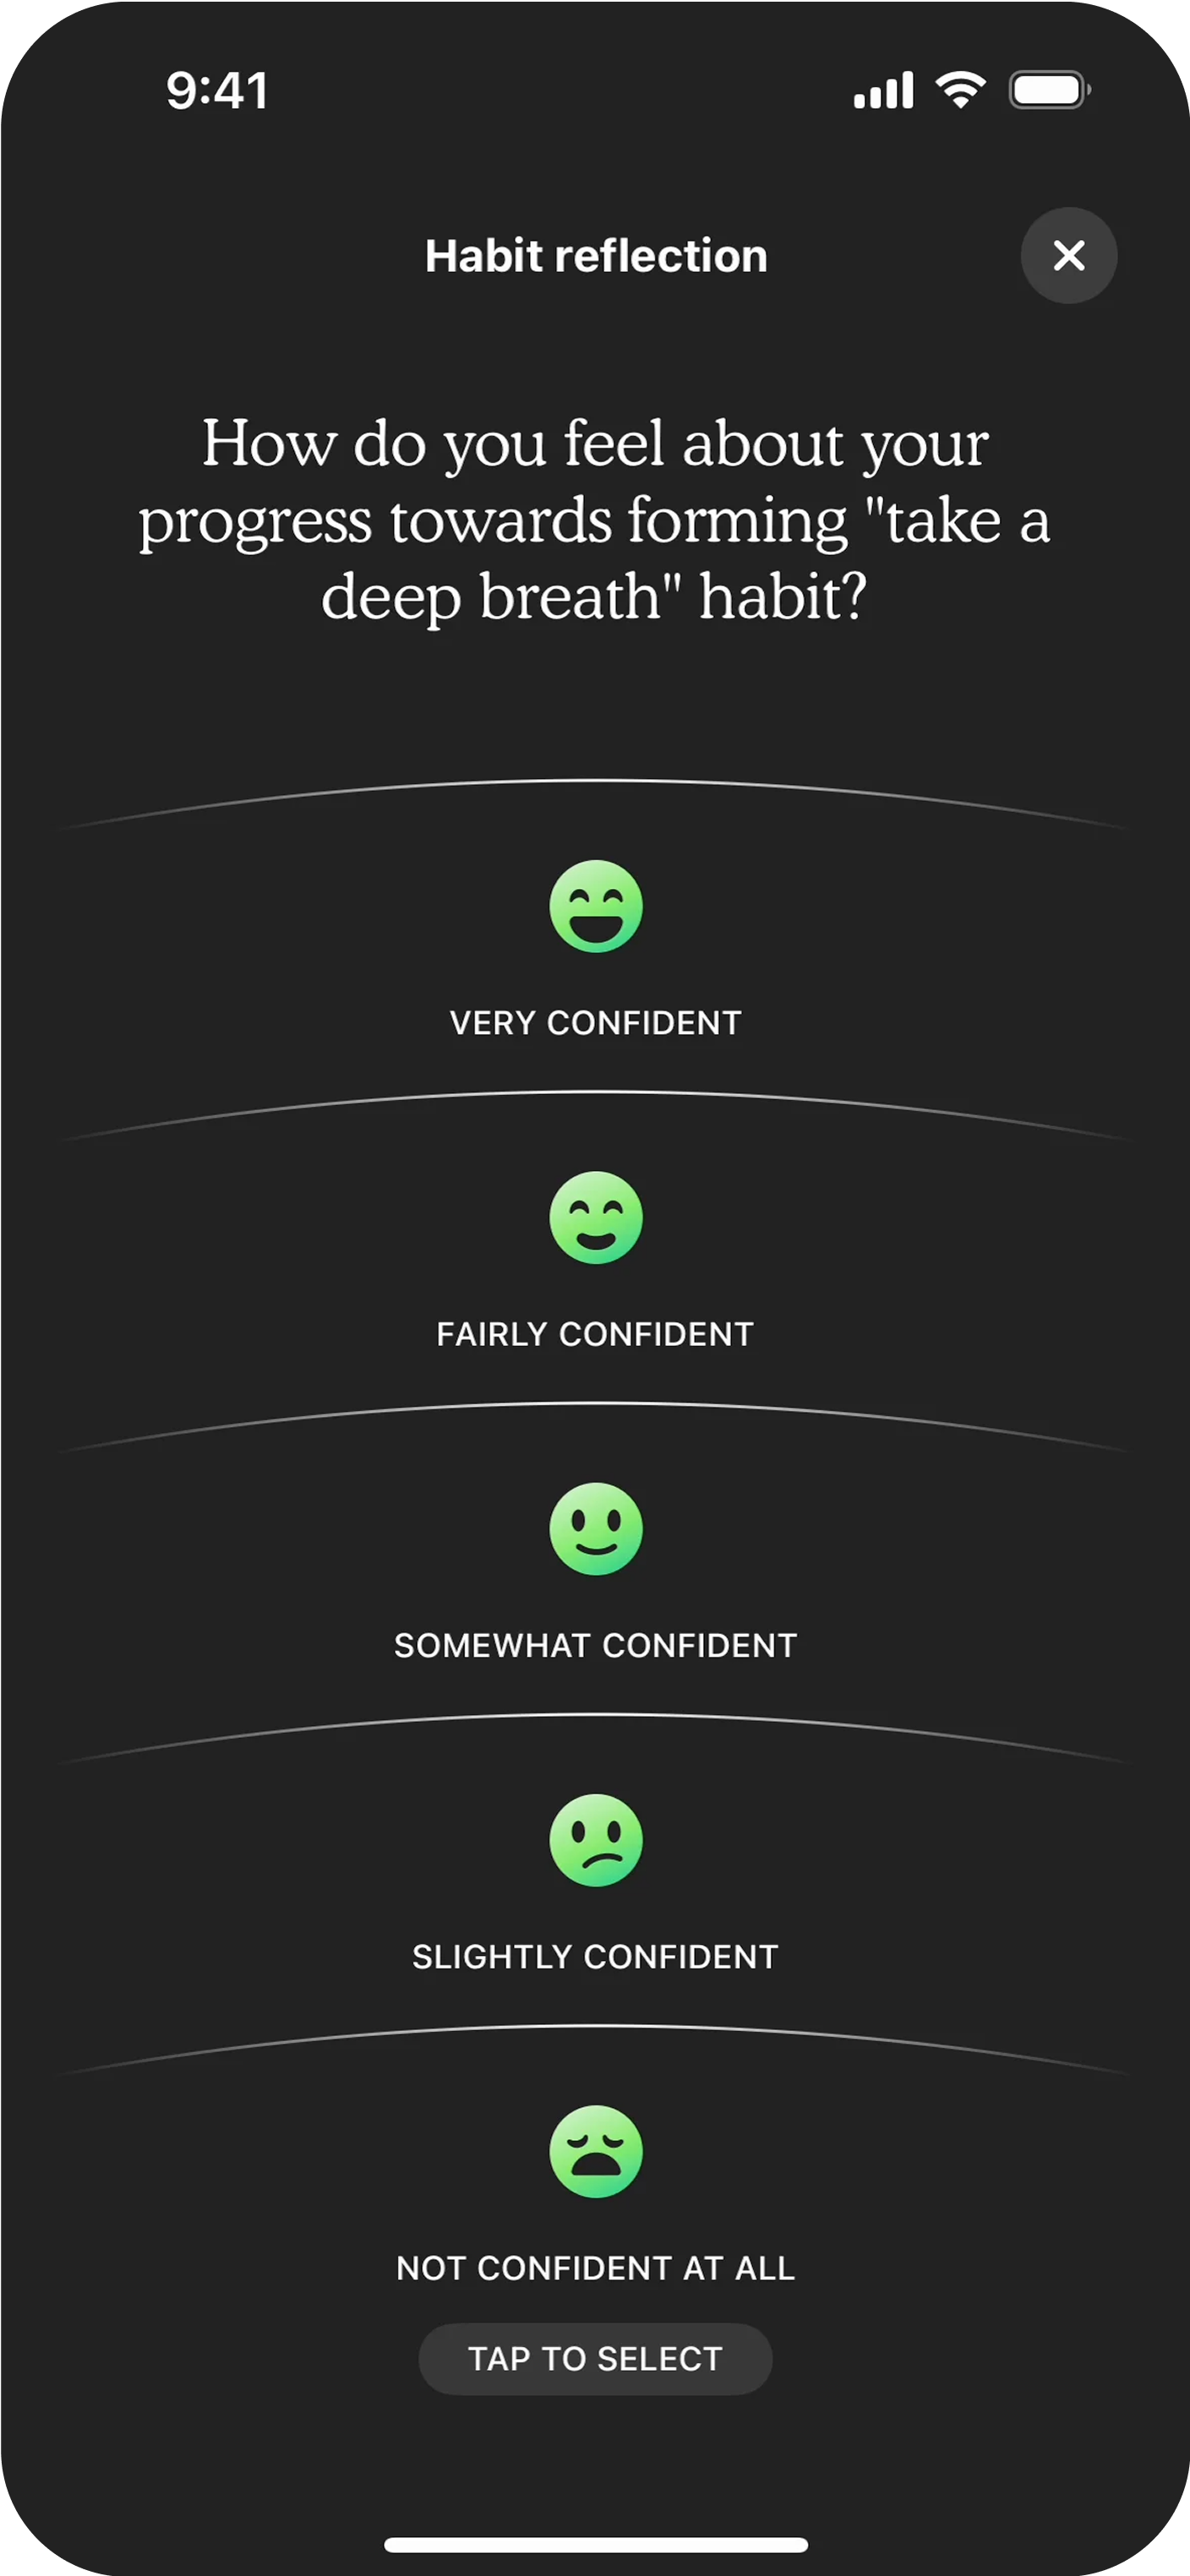 9:41
Habit reflection
How do you feel about your
progress towards forming "take a
deep breath" habit?
VERY CONFIDENT
FAIRLY CONFIDENT
SOMEWHAT CONFIDENT
SLIGHTLY CONFIDENT
NOT CONFIDENT AT ALL
TAP TO SELECT